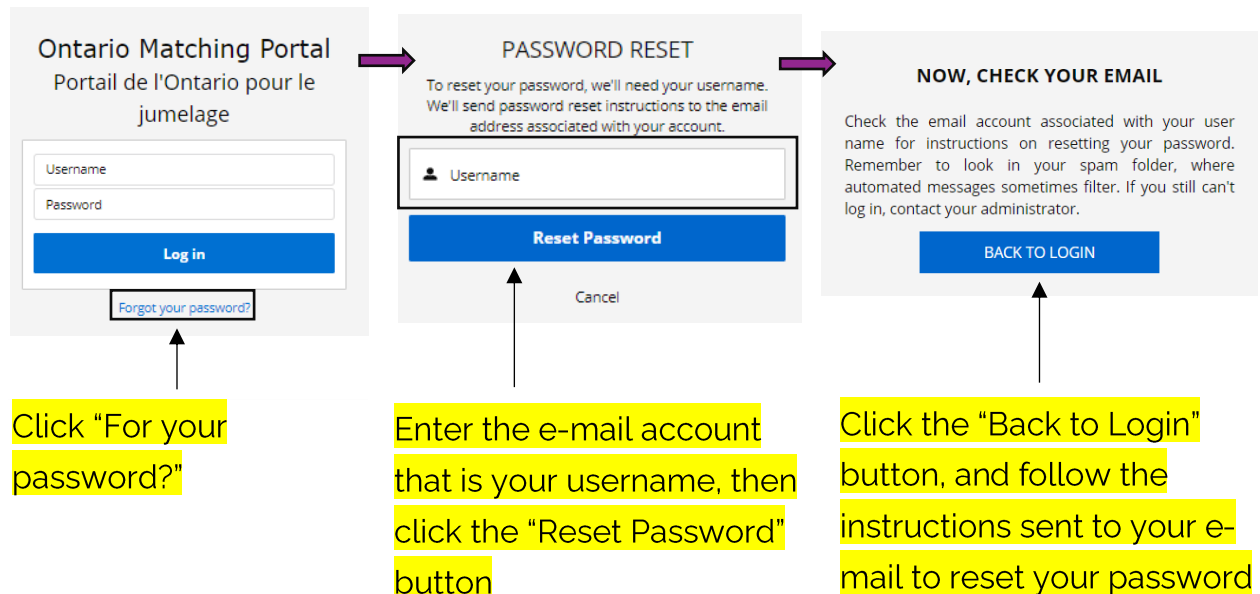 Ontario Matching Portal
Portail de l'Ontario pour le
jumelage
Username
Password
Log in
Forgot your password?
Click “For your
password?”
PASSWORD RESET
To reset your password, we'll need your username.
We'll send password reset instructions to the email
address associated with your account.
Username
Reset Password
Cancel
Enter the e-mail account
that is your username, then
click the “Reset Password”
button
NOW, CHECK YOUR EMAIL
Check the email account associated with your user
name for instructions on resetting your password.
Remember to look in your spam folder, where
automated messages sometimes filter. If you still can't
log in, contact your administrator.
BACK TO LOGIN
Click the “Back to Login”
button, and follow the
instructions sent to your e-
mail to reset your password